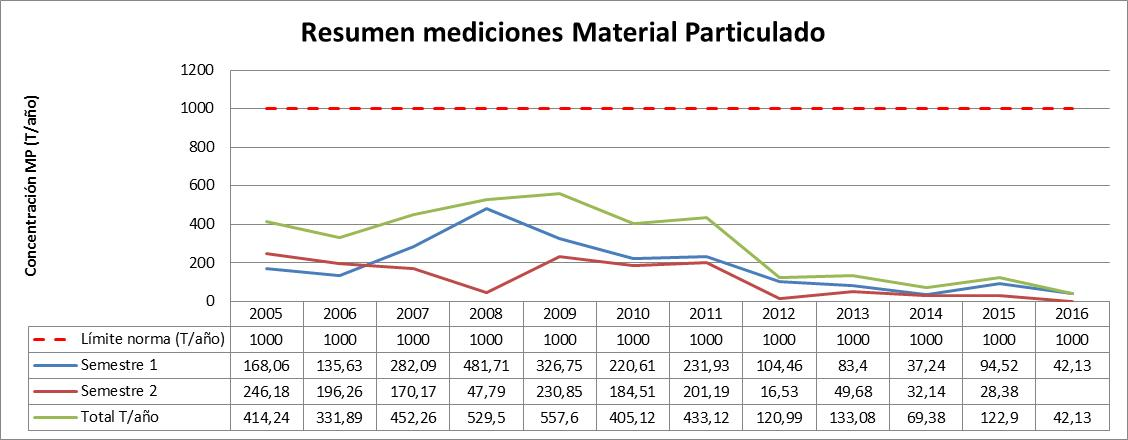 Resumen mediciones Material Particulado
Concentración MP (T/año)
1200
1000
800
600
400
200
0
2005 2006 2007 2008 2009 2010 2011 2012 2013 2014 2015 2016
Límite norma (T/año) 1000 1000 1000 1000 1000 1000 1000 1000 1000 1000 1000 1000
Semestre 1 168,06 135,63 282,09 481,71 326,75 220,61 231,93 104,46 83,4 37,24 94,52 42,13
Semestre 2 246,18 196,26 170,17 47,79 230,85 184,51 201,19 16,53 49,68 32,14 28,38
Total T/año 414,24 331,89 452,26 529,5 557,6 405,12 433,12 120,99 133,08 69,38 122,9 42,13